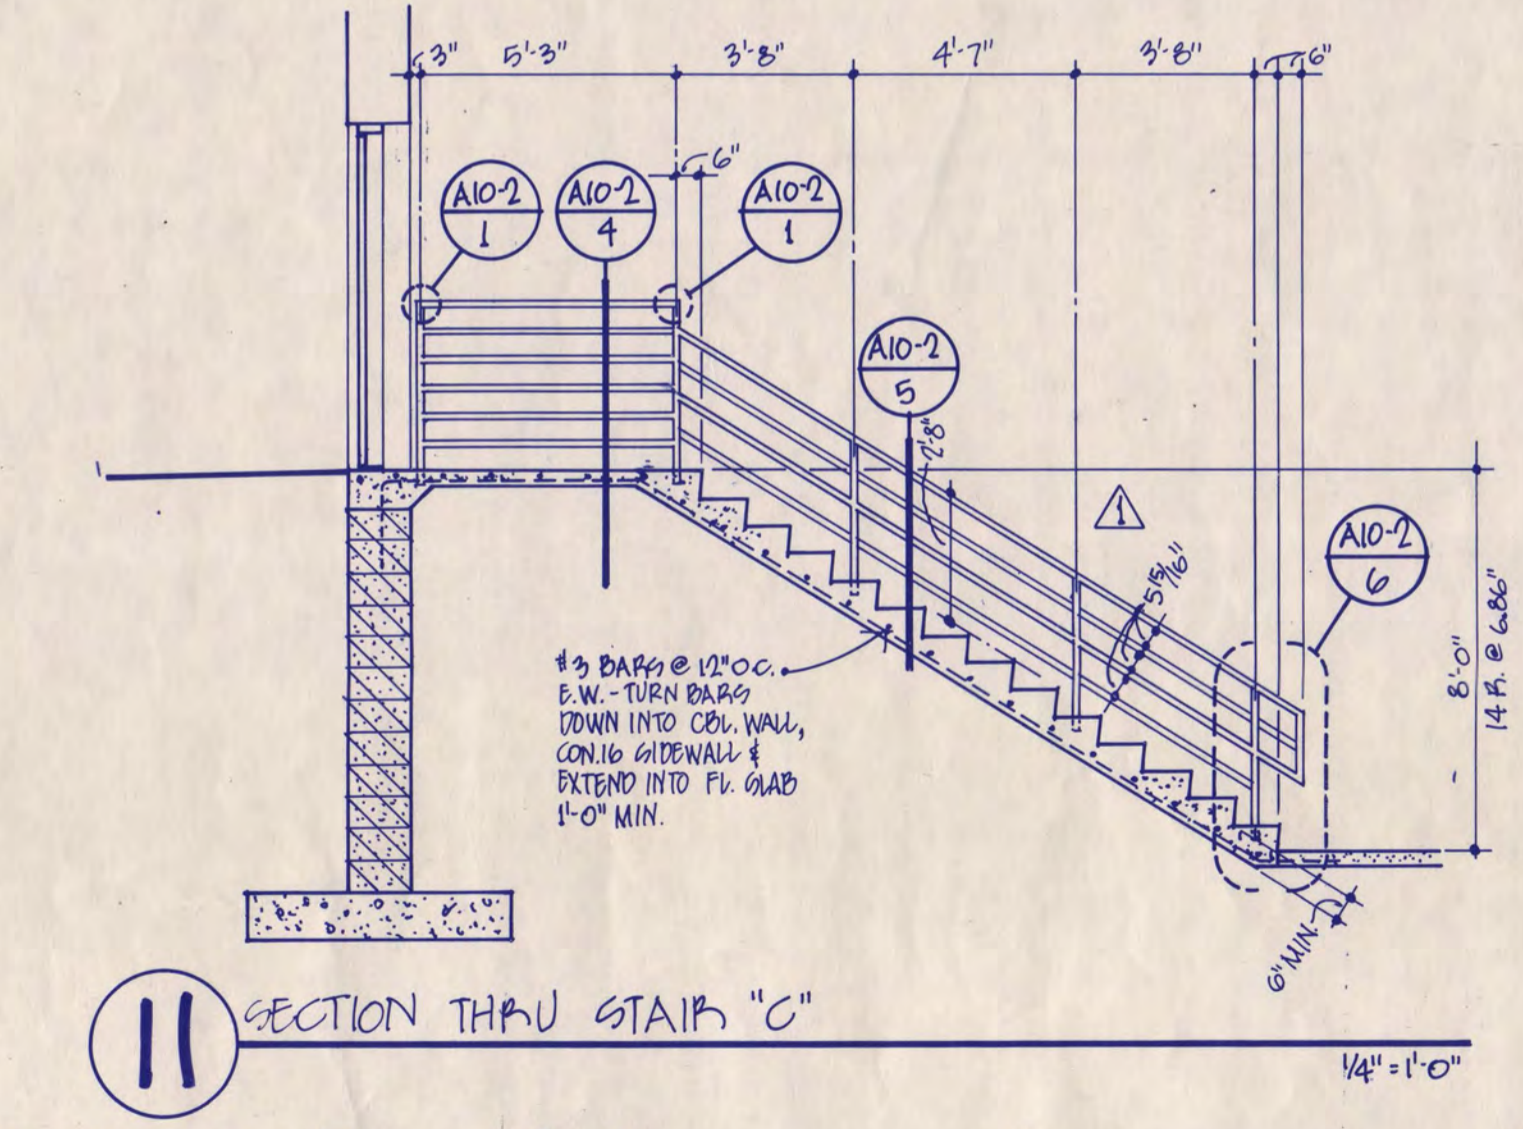 3" 5'-3" 3'-8" 4'-7" 3'-8" 6"
6"
A10-2
1
A10-2
4
A10-2
1
A10-2
5
2'-8"
1
5 15/16"
A10-2
6
8'-0"
14 R. @ 6.86"
#3 BARS @ 12" O.C.
E.W. - TURN BARS
DOWN INTO CBL. WALL,
CON.16 SIDEWALL &
EXTEND INTO FL. SLAB
1'-0" MIN.
6" MIN.
11 SECTION THRU STAIR "C"
1/4" = 1'-0"